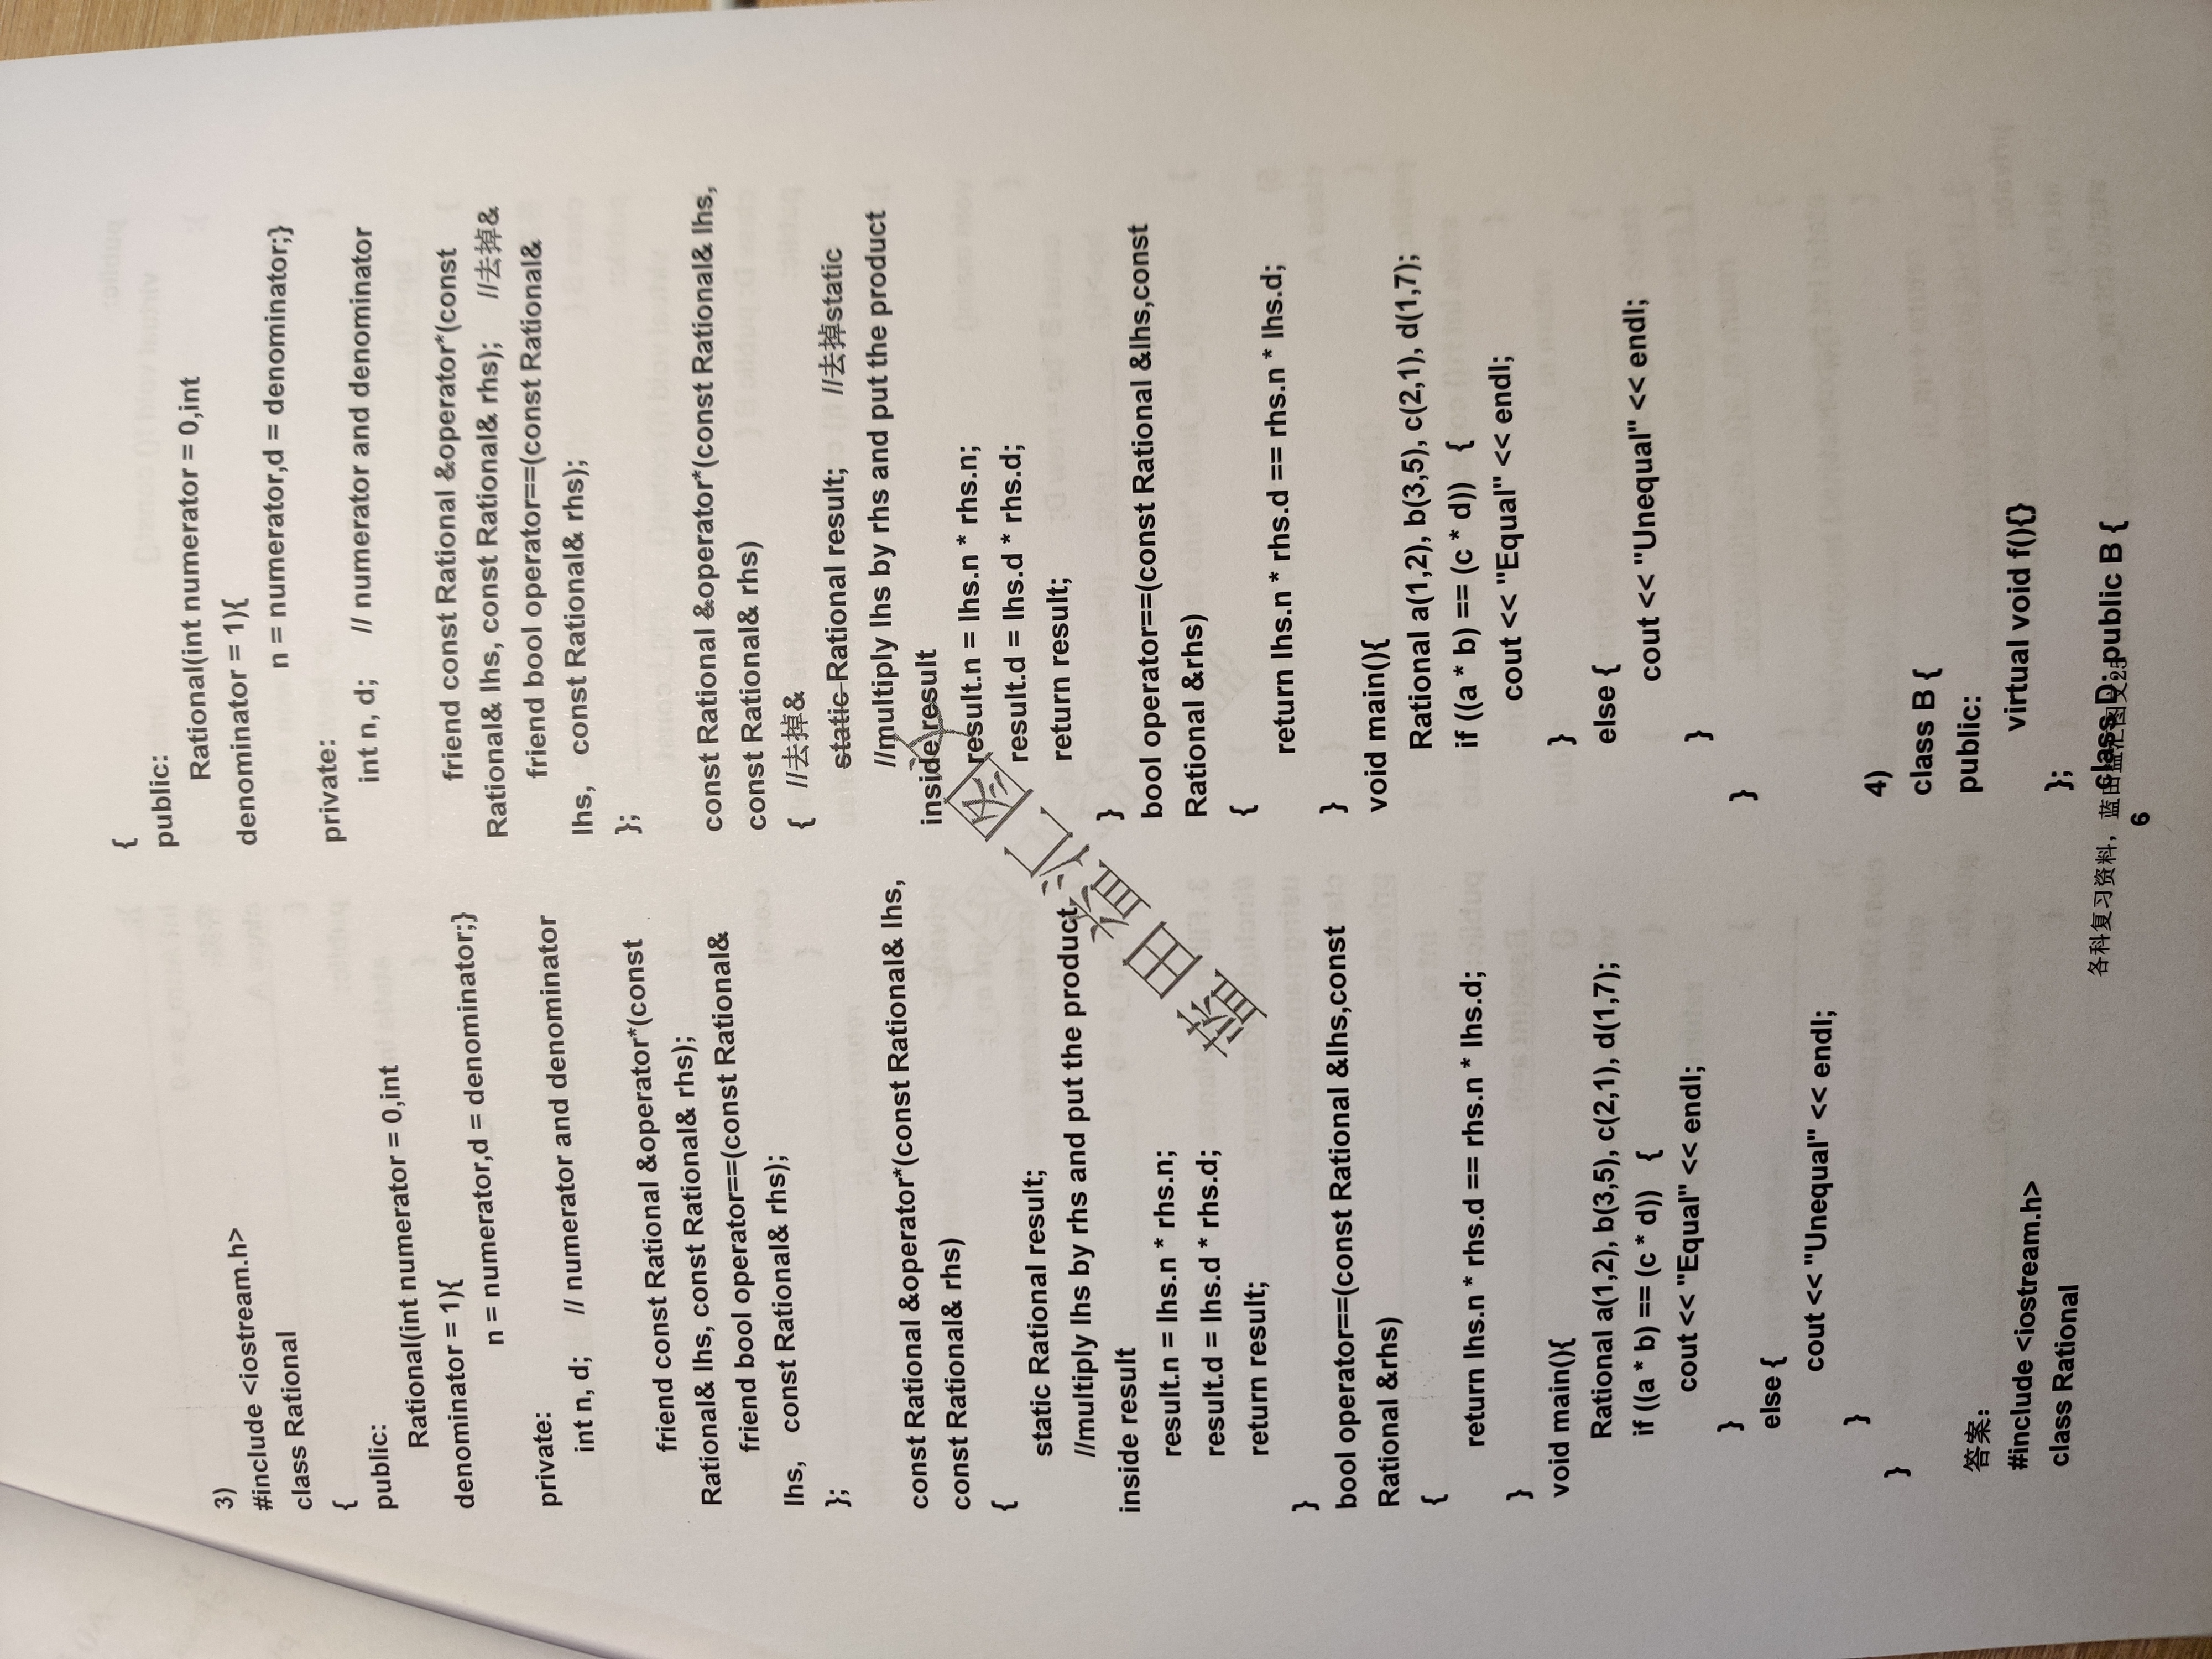 3)
#include <iostream.h>
class Rational
{
public:
Rational(int numerator = 0,int
denominator = 1){
n = numerator,d = denominator;}
private:
int n, d; // numerator and denominator
friend const Rational &operator*(const
Rational& lhs, const Rational& rhs);
friend bool operator==(const Rational&
lhs, const Rational& rhs);
};
const Rational &operator*(const Rational& lhs,
const Rational& rhs)
{
static Rational result;
//multiply lhs by rhs and put the product
inside result
result.n = lhs.n * rhs.n;
result.d = lhs.d * rhs.d;
return result;
}
bool operator==(const Rational &lhs,const
Rational &rhs)
{
return lhs.n * rhs.d == rhs.n * lhs.d;
}
void main(){
Rational a(1,2), b(3,5), c(2,1), d(1,7);
if ((a * b) == (c * d)) {
cout << "Equal" << endl;
}
else {
cout << "Unequal" << endl;
}
}
答案：
#include <iostream.h>
class Rational
{
public:
Rational(int numerator = 0,int
denominator = 1){
n = numerator,d = denominator;}
private:
int n, d; // numerator and denominator
friend const Rational &operator*(const
Rational& lhs, const Rational& rhs); //去掉&
friend bool operator==(const Rational&
lhs, const Rational& rhs);
};
const Rational &operator*(const Rational& lhs,
const Rational& rhs)
{ //去掉&
static Rational result; //去掉static
//multiply lhs by rhs and put the product
inside result
result.n = lhs.n * rhs.n;
result.d = lhs.d * rhs.d;
return result;
}
bool operator==(const Rational &lhs,const
Rational &rhs)
{
return lhs.n * rhs.d == rhs.n * lhs.d;
}
void main(){
Rational a(1,2), b(3,5), c(2,1), d(1,7);
if ((a * b) == (c * d)) {
cout << "Equal" << endl;
}
else {
cout << "Unequal" << endl;
}
}
4)
class B {
public:
virtual void f(){}
};
class D: public B {
各科复习资料，蓝田益汇图文
6
蓝田益汇图文